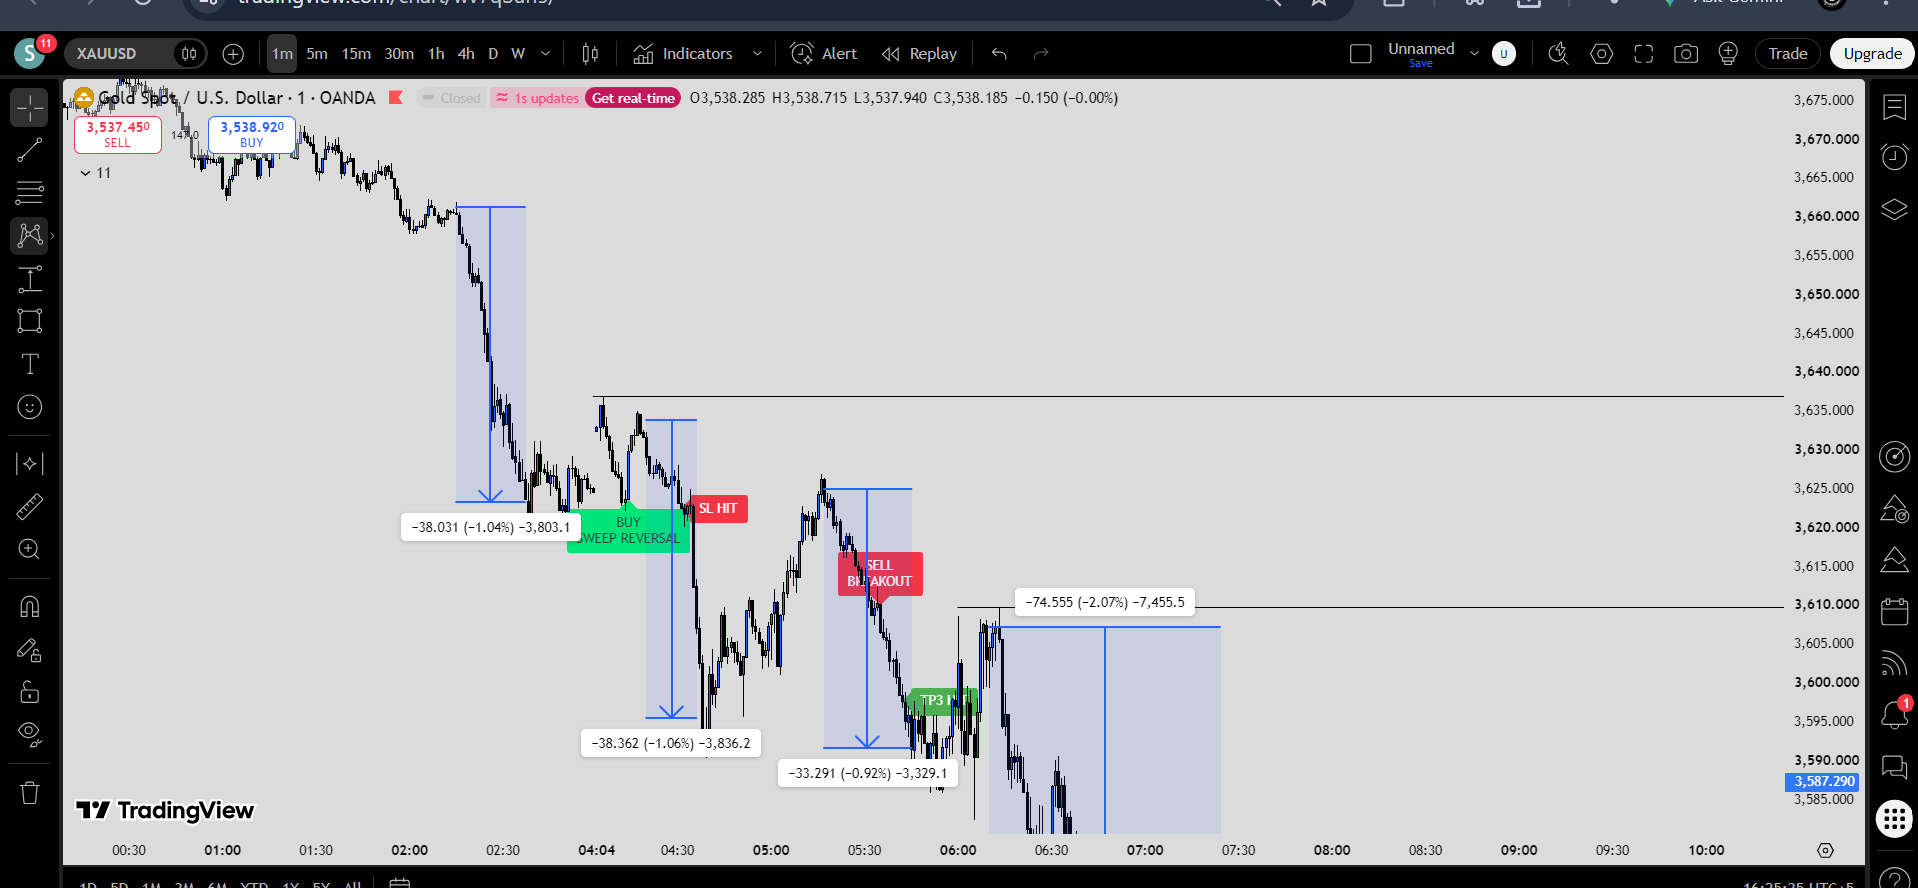 S
11
XAUUSD
1m
5m
15m
30m
1h
4h
D
W
Indicators
Alert
Replay
Unnamed
Save
U
Trade
Upgrade
Gold Spot / U.S. Dollar · 1 · OANDA
Closed
1s updates
Get real-time
O3,538.285 H3,538.715 L3,537.940 C3,538.185 −0.150 (−0.00%)
3,537.450
SELL
3,538.920
BUY
11
T
−38.031 (−1.04%) −3,803.1
BUY
SWEEP REVERSAL
SL HIT
−38.362 (−1.06%) −3,836.2
SELL
BREAKOUT
−33.291 (−0.92%) −3,329.1
TP3
−74.555 (−2.07%) −7,455.5
TradingView
3,675.000
3,670.000
3,665.000
3,660.000
3,655.000
3,650.000
3,645.000
3,640.000
3,635.000
3,630.000
3,625.000
3,620.000
3,615.000
3,610.000
3,605.000
3,600.000
3,595.000
3,590.000
3,587.290
3,585.000
1
00:30 01:00 01:30 02:00 02:30 04:04 04:30 05:00 05:30 06:00 06:30 07:00 07:30 08:00 08:30 09:00 09:30 10:00